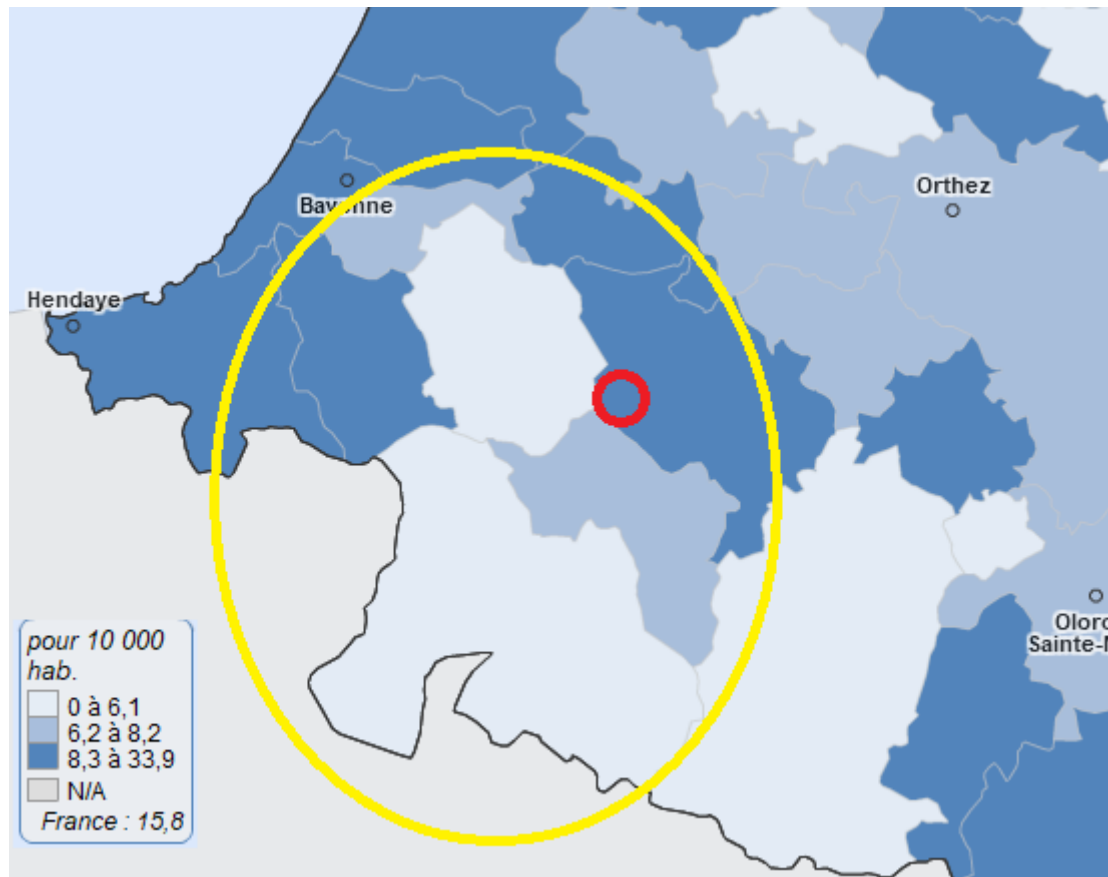 Orthez
Bayonne
Hendaye
Oloro
Sainte-M
pour 10 000
hab.
0 à 6,1
6,2 à 8,2
8,3 à 33,9
N/A
France : 15,8